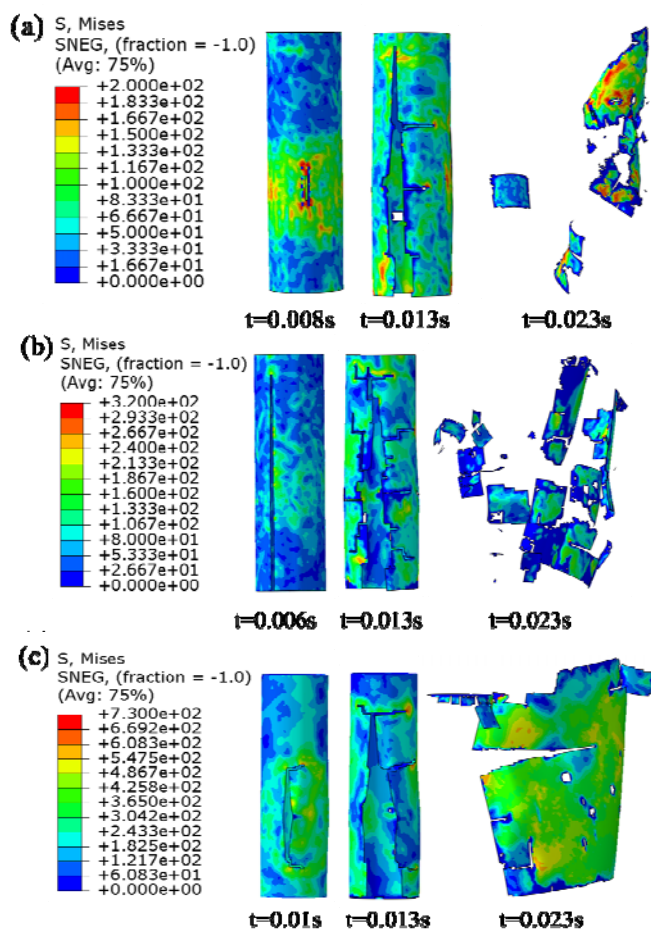 (a) S, Mises
SNEG, (fraction = -1.0)
(Avg: 75%)
+2.000e+02
+1.833e+02
+1.667e+02
+1.500e+02
+1.333e+02
+1.167e+02
+1.000e+02
+8.333e+01
+6.667e+01
+5.000e+01
+3.333e+01
+1.667e+01
+0.000e+00
t=0.008s t=0.013s t=0.023s
(b) S, Mises
SNEG, (fraction = -1.0)
(Avg: 75%)
+3.200e+02
+2.933e+02
+2.667e+02
+2.400e+02
+2.133e+02
+1.867e+02
+1.600e+02
+1.333e+02
+1.067e+02
+8.000e+01
+5.333e+01
+2.667e+01
+0.000e+00
t=0.006s t=0.013s t=0.023s
(c) S, Mises
SNEG, (fraction = -1.0)
(Avg: 75%)
+7.300e+02
+6.692e+02
+6.083e+02
+5.475e+02
+4.867e+02
+4.258e+02
+3.650e+02
+3.042e+02
+2.433e+02
+1.825e+02
+1.217e+02
+6.083e+01
+0.000e+00
t=0.01s t=0.013s t=0.023s